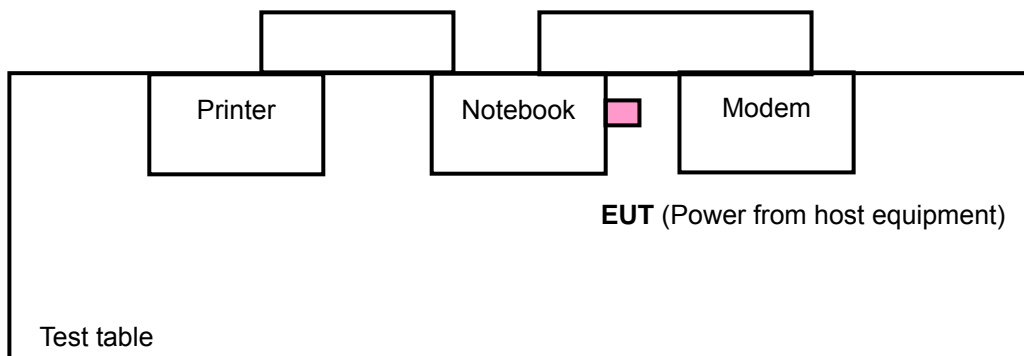 Printer
Notebook
Modem
EUT (Power from host equipment)
Test table